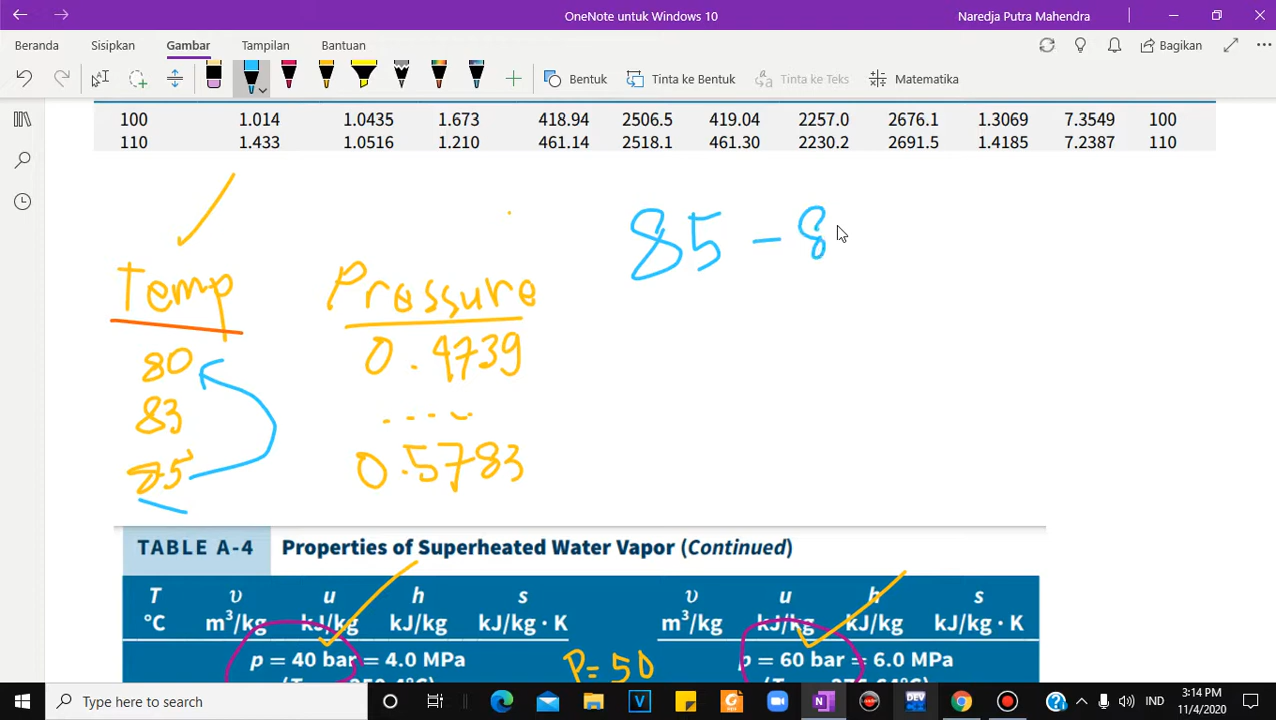 OneNote untuk Windows 10
Naredja Putra Mahendra
Beranda Sisipkan Gambar Tampilan Bantuan
Bagikan
Bentuk Tinta ke Bentuk Tinta ke Teks Matematika
100 1.014 1.0435 1.673 418.94 2506.5 419.04 2257.0 2676.1 1.3069 7.3549 100
110 1.433 1.0516 1.210 461.14 2518.1 461.30 2230.2 2691.5 1.4185 7.2387 110
85 - 8
Temp Pressure
80 0.4739
83 ....
85 0.5783
TABLE A-4 Properties of Superheated Water Vapor (Continued)
T υ u h s υ u h s
°C m³/kg kJ/kg kJ/kg kJ/kg · K m³/kg kJ/kg kJ/kg kJ/kg · K
p = 40 bar = 4.0 MPa P= 50 p = 60 bar = 6.0 MPa
Type here to search
IND
3:14 PM
11/4/2020